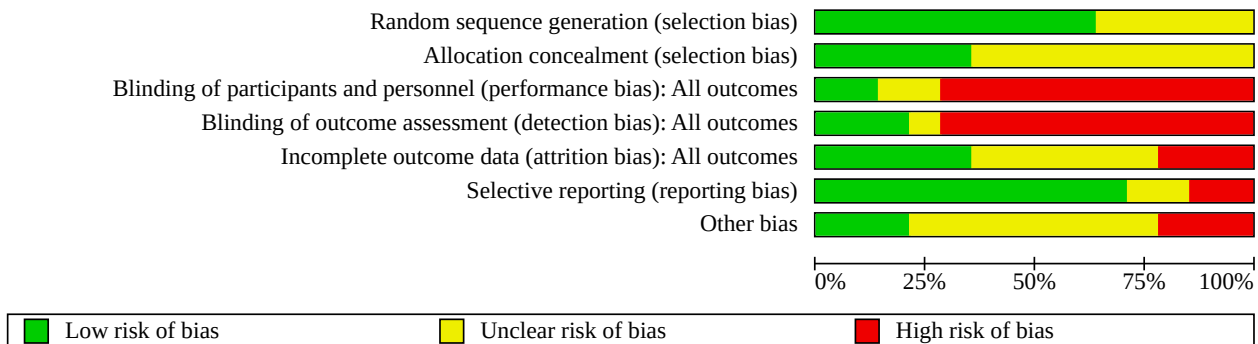 Random sequence generation (selection bias)
Allocation concealment (selection bias)
Blinding of participants and personnel (performance bias): All outcomes
Blinding of outcome assessment (detection bias): All outcomes
Incomplete outcome data (attrition bias): All outcomes
Selective reporting (reporting bias)
Other bias
0% 25% 50% 75% 100%
Low risk of bias Unclear risk of bias High risk of bias